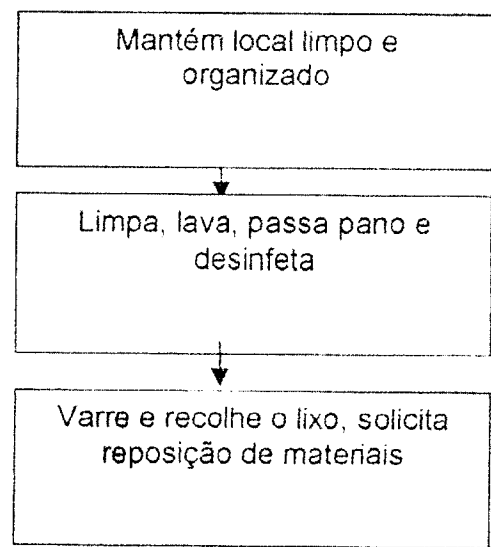 Mantém local limpo e
organizado
Limpa, lava, passa pano e
desinfeta
Varre e recolhe o lixo, solicita
reposição de materiais